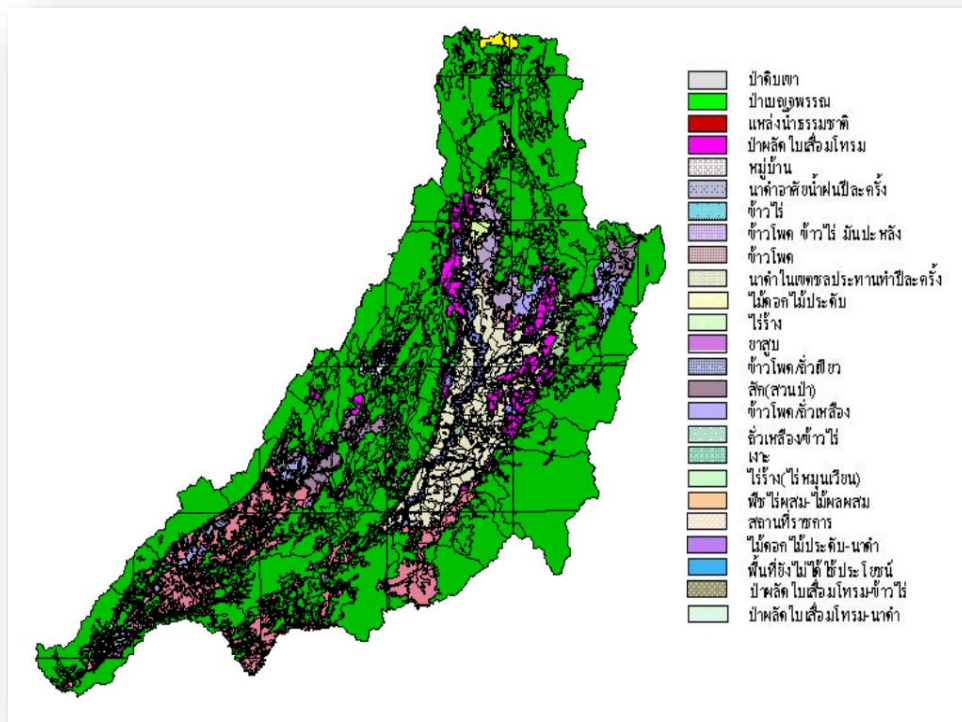 ป่าดิบเขา
ป่าเบญจพรรณ
แหล่งน้ำธรรมชาติ
ป่าผลัดใบเสื่อมโทรม
หมู่บ้าน
นาดำอาศัยน้ำฝนปีละครั้ง
ข้าวไร่
ข้าวโพด ข้าวไร่ มันปะหลัง
ข้าวโพด
นาดำในเขตชลประทานทำปีละครั้ง
ไม้ดอกไม้ประดับ
ไร่ร้าง
ยาสูบ
ข้าวโพด/ถั่วเขียว
สัก(สวนป่า)
ข้าวโพด/ถั่วเหลือง
ถั่วเหลือง/ข้าวไร่
เงาะ
ไร่ร้าง(ไร่หมุนเวียน)
พืชไร่ผสม-ไม้ผลผสม
สถานที่ราชการ
ไม้ดอกไม้ประดับ-นาดำ
พื้นที่ยังไม่ได้ใช้ประโยชน์
ป่าผลัดใบเสื่อมโทรม-ข้าวไร่
ป่าผลัดใบเสื่อมโทรม-นาดำ